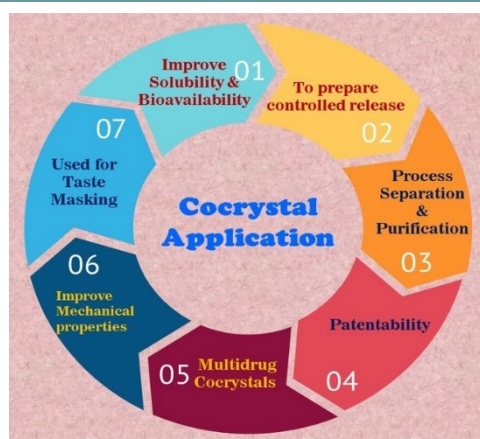 Improve
Solubility &
Bioavailability
01
To prepare
controlled release
02
Process
Separation
&
Purification
03
Patentability
04
Multidrug
Cocrystals
05
Improve
Mechanical
properties
06
Used for
Taste
Masking
07
Cocrystal
Application